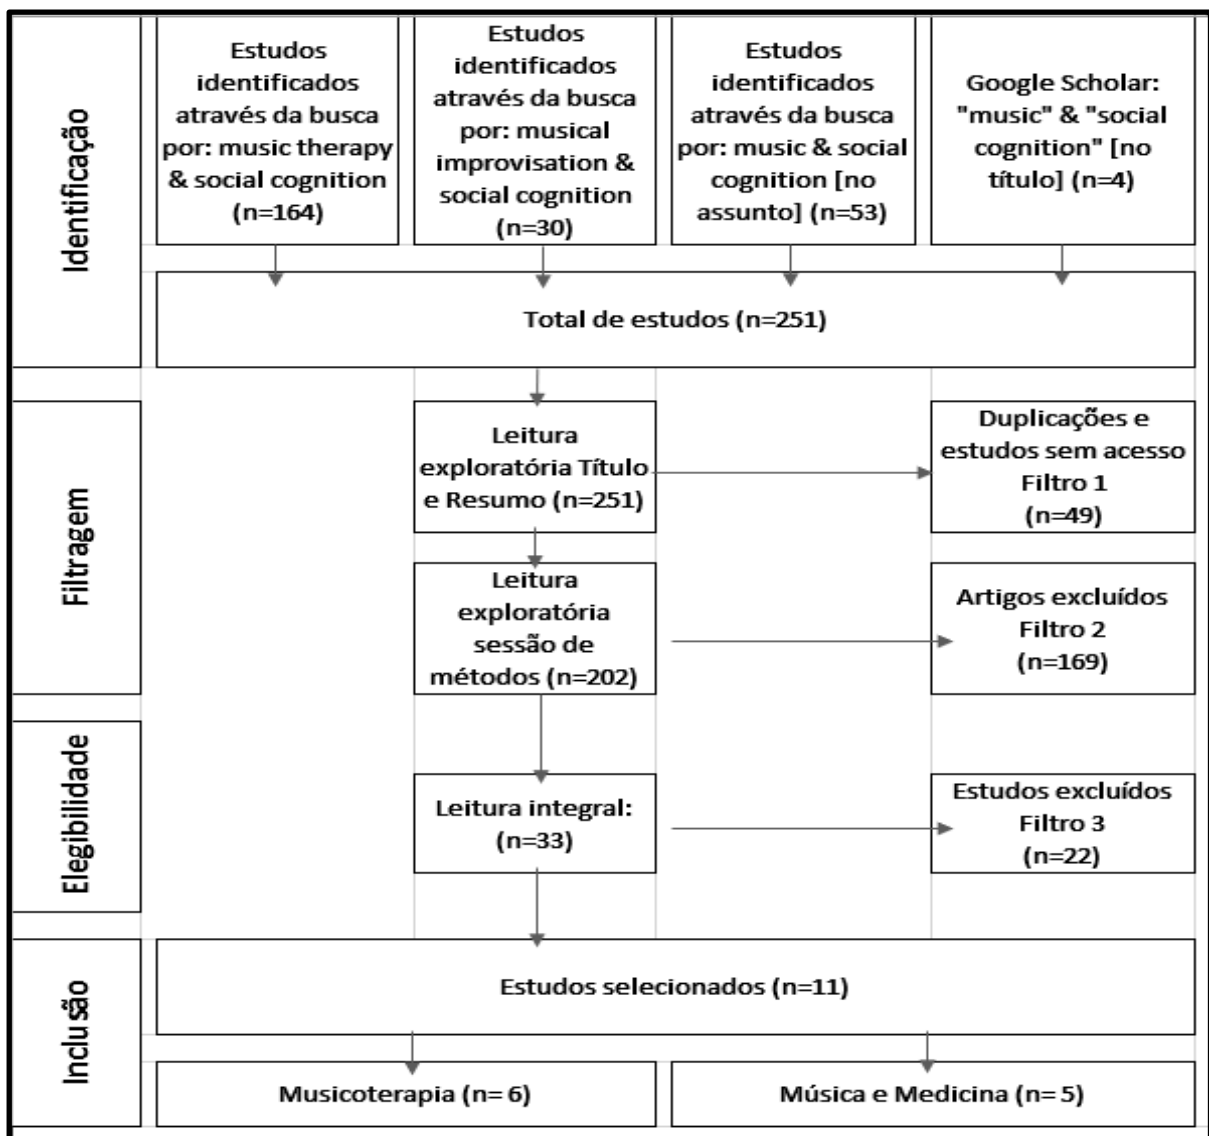 Identificação
Estudos
identificados
através da busca
por: music therapy
& social cognition
(n=164)
Estudos
identificados
através da busca
por: musical
improvisation &
social cognition
(n=30)
Estudos
identificados
através da busca
por: music & social
cognition [no
assunto] (n=53)
Google Scholar:
"music" & "social
cognition" [no
título] (n=4)
Total de estudos (n=251)
Filtragem
Leitura
exploratória Título
e Resumo (n=251)
Duplicações e
estudos sem acesso
Filtro 1
(n=49)
Leitura
exploratória
sessão de
métodos (n=202)
Artigos excluídos
Filtro 2
(n=169)
Elegibilidade
Leitura integral:
(n=33)
Estudos excluídos
Filtro 3
(n=22)
Inclusão
Estudos selecionados (n=11)
Musicoterapia (n= 6)
Música e Medicina (n= 5)